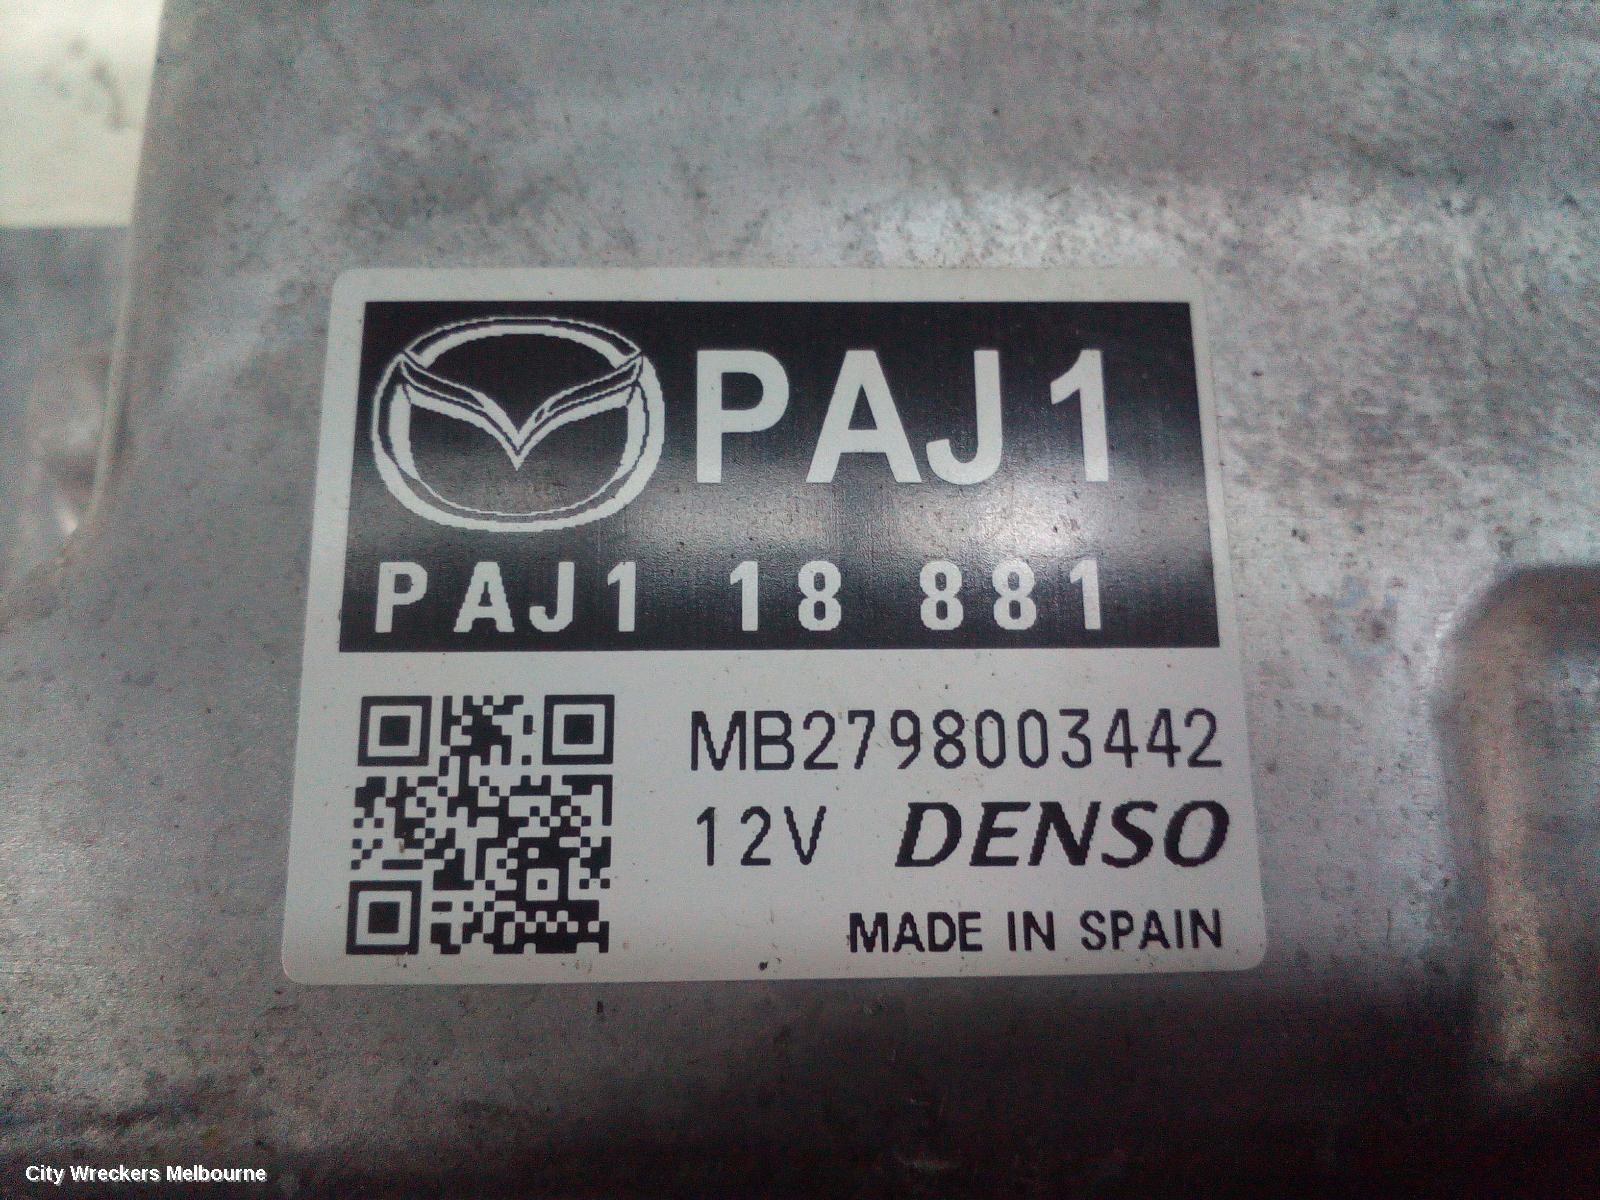 PAJ1
PAJ1 18 881
MB2798003442
12V DENSO
MADE IN SPAIN
City Wreckers Melbourne